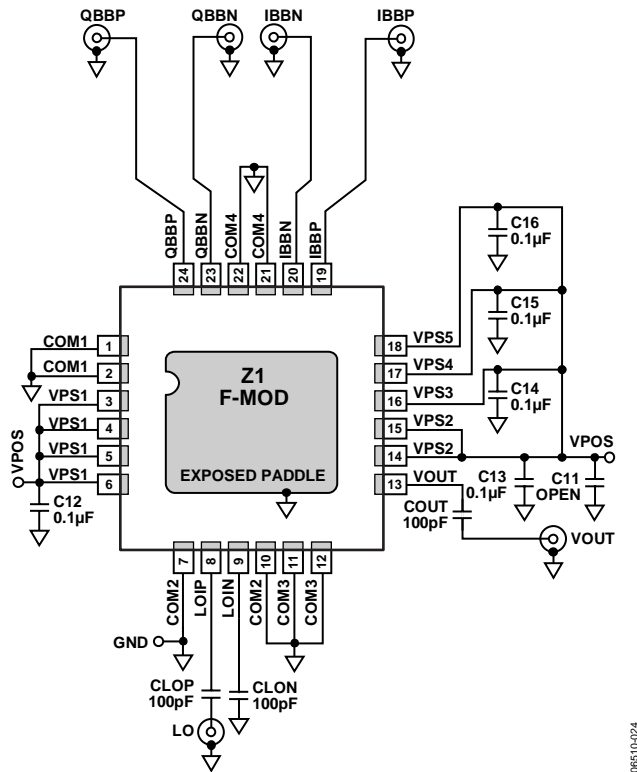 QBBP
QBBN
IBBN
IBBP
QBBP
QBBN
COM4
COM4
IBBN
IBBP
24
23
22
21
20
19
C16
0.1µF
C15
0.1µF
C14
0.1µF
COM1
1
COM1
2
VPS1
3
VPS1
4
VPS1
5
VPS1
6
VPOS
C12
0.1µF
Z1
F-MOD
EXPOSED PADDLE
18
VPS5
17
VPS4
16
VPS3
15
VPS2
14
VPS2
13
VOUT
VPOS
C13
0.1µF
C11
OPEN
COUT
100pF
VOUT
7
8
9
10
11
12
COM2
LOIP
LOIN
COM2
COM3
COM3
GND
CLOP
100pF
CLON
100pF
LO
06510-024